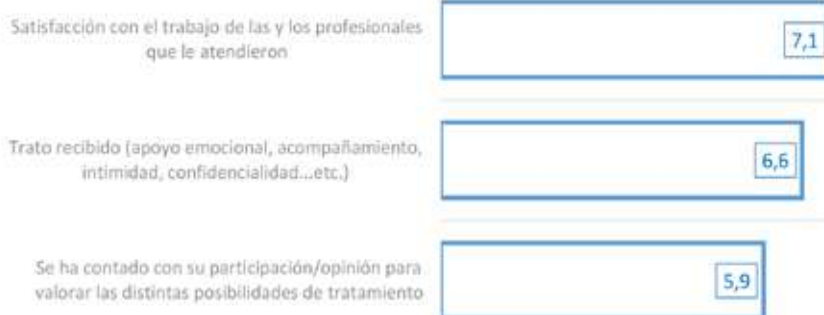 Satisfacción con el trabajo de las y los profesionales
que le atendieron
7,1
Trato recibido (apoyo emocional, acompañamiento,
intimidad, confidencialidad...etc.)
6,6
Se ha contado con su participación/opinión para
valorar las distintas posibilidades de tratamiento
5,9